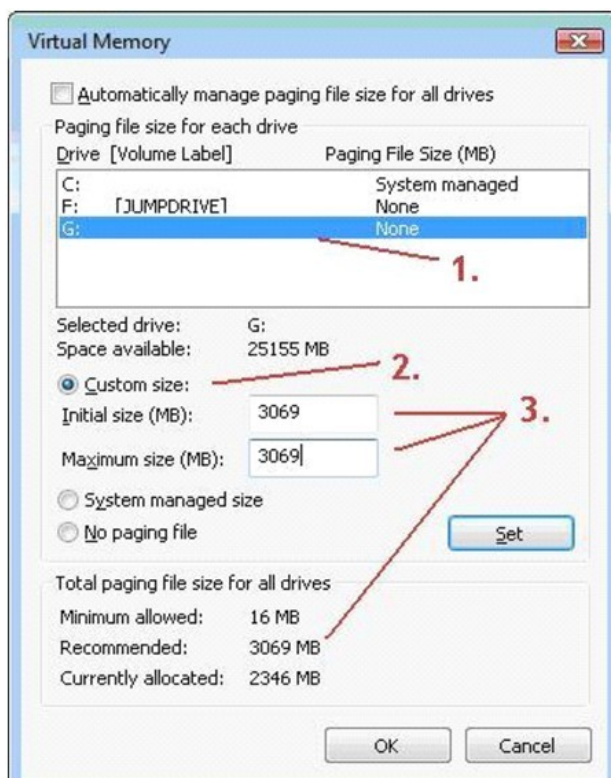 Virtual Memory
Automatically manage paging file size for all drives
Paging file size for each drive
Drive [Volume Label] Paging File Size (MB)
C: System managed
F: [JUMPDRIVE] None
G: None
1.
Selected drive: G:
Space available: 25155 MB
2.
Custom size:
Initial size (MB): 3069
3.
Maximum size (MB): 3069
System managed size
No paging file
Set
Total paging file size for all drives
Minimum allowed: 16 MB
Recommended: 3069 MB
Currently allocated: 2346 MB
OK Cancel